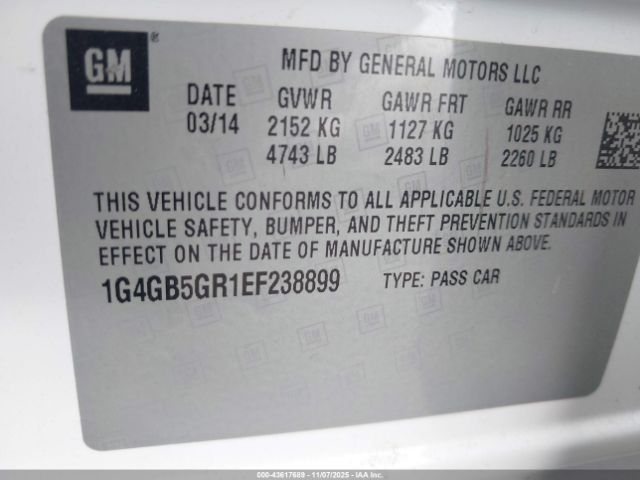 GM
MFD BY GENERAL MOTORS LLC
DATE GVWR GAWR FRT GAWR RR
03/14 2152 KG 1127 KG 1025 KG
4743 LB 2483 LB 2260 LB
THIS VEHICLE CONFORMS TO ALL APPLICABLE U.S. FEDERAL MOTOR
VEHICLE SAFETY, BUMPER, AND THEFT PREVENTION STANDARDS IN
EFFECT ON THE DATE OF MANUFACTURE SHOWN ABOVE.
1G4GB5GR1EF238899 TYPE: PASS CAR
000-43617689 - 11/07/2025 - IAA Inc.